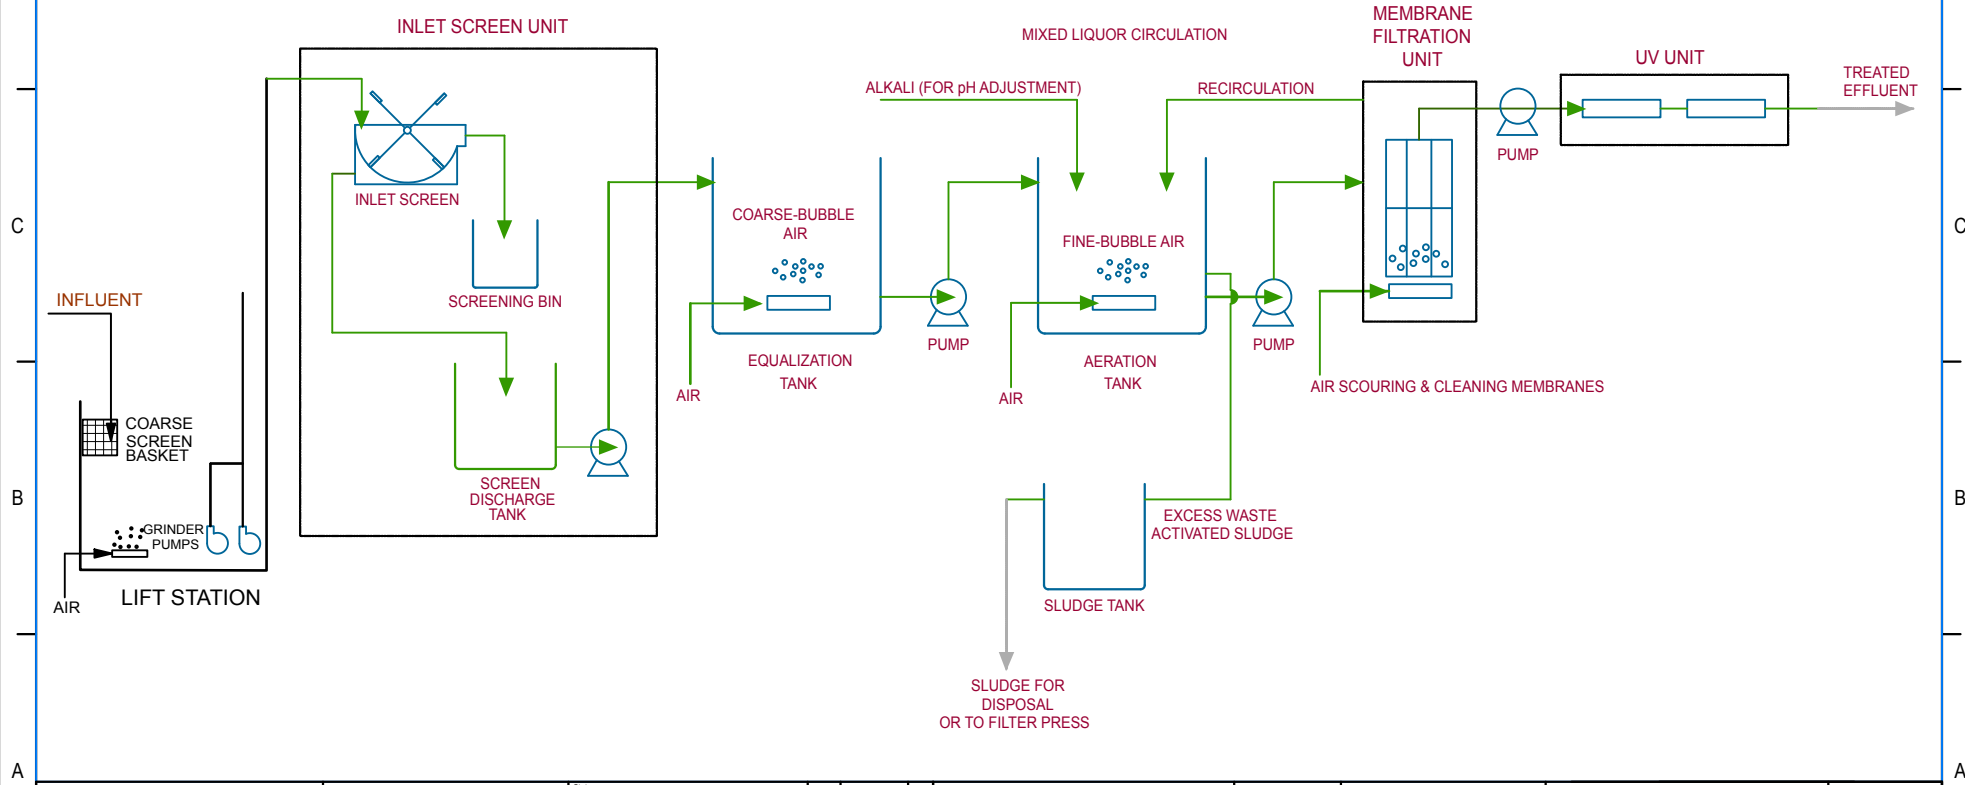 INLET SCREEN UNIT
MIXED LIQUOR CIRCULATION
MEMBRANE
FILTRATION
UNIT
UV UNIT
TREATED
EFFLUENT
ALKALI (FOR pH ADJUSTMENT)
RECIRCULATION
PUMP
INLET SCREEN
C
COARSE-BUBBLE
AIR
FINE-BUBBLE AIR
C
INFLUENT
SCREENING BIN
PUMP
PUMP
EQUALIZATION
TANK
AERATION
TANK
AIR
AIR
AIR SCOURING & CLEANING MEMBRANES
COARSE
SCREEN
BASKET
SCREEN
DISCHARGE
TANK
B
B
GRINDER
PUMPS
EXCESS WASTE
ACTIVATED SLUDGE
AIR
LIFT STATION
SLUDGE TANK
SLUDGE FOR
DISPOSAL
OR TO FILTER PRESS
A
A